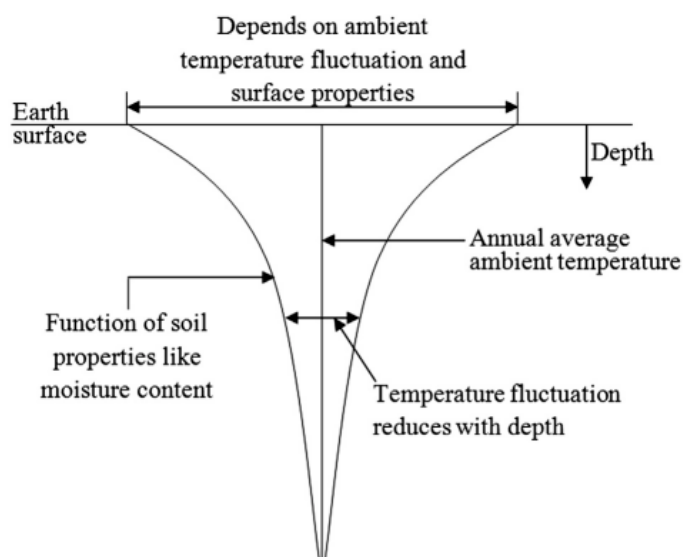 Depends on ambient
temperature fluctuation and
surface properties
Earth
surface
Depth
Annual average
ambient temperature
Function of soil
properties like
moisture content
Temperature fluctuation
reduces with depth